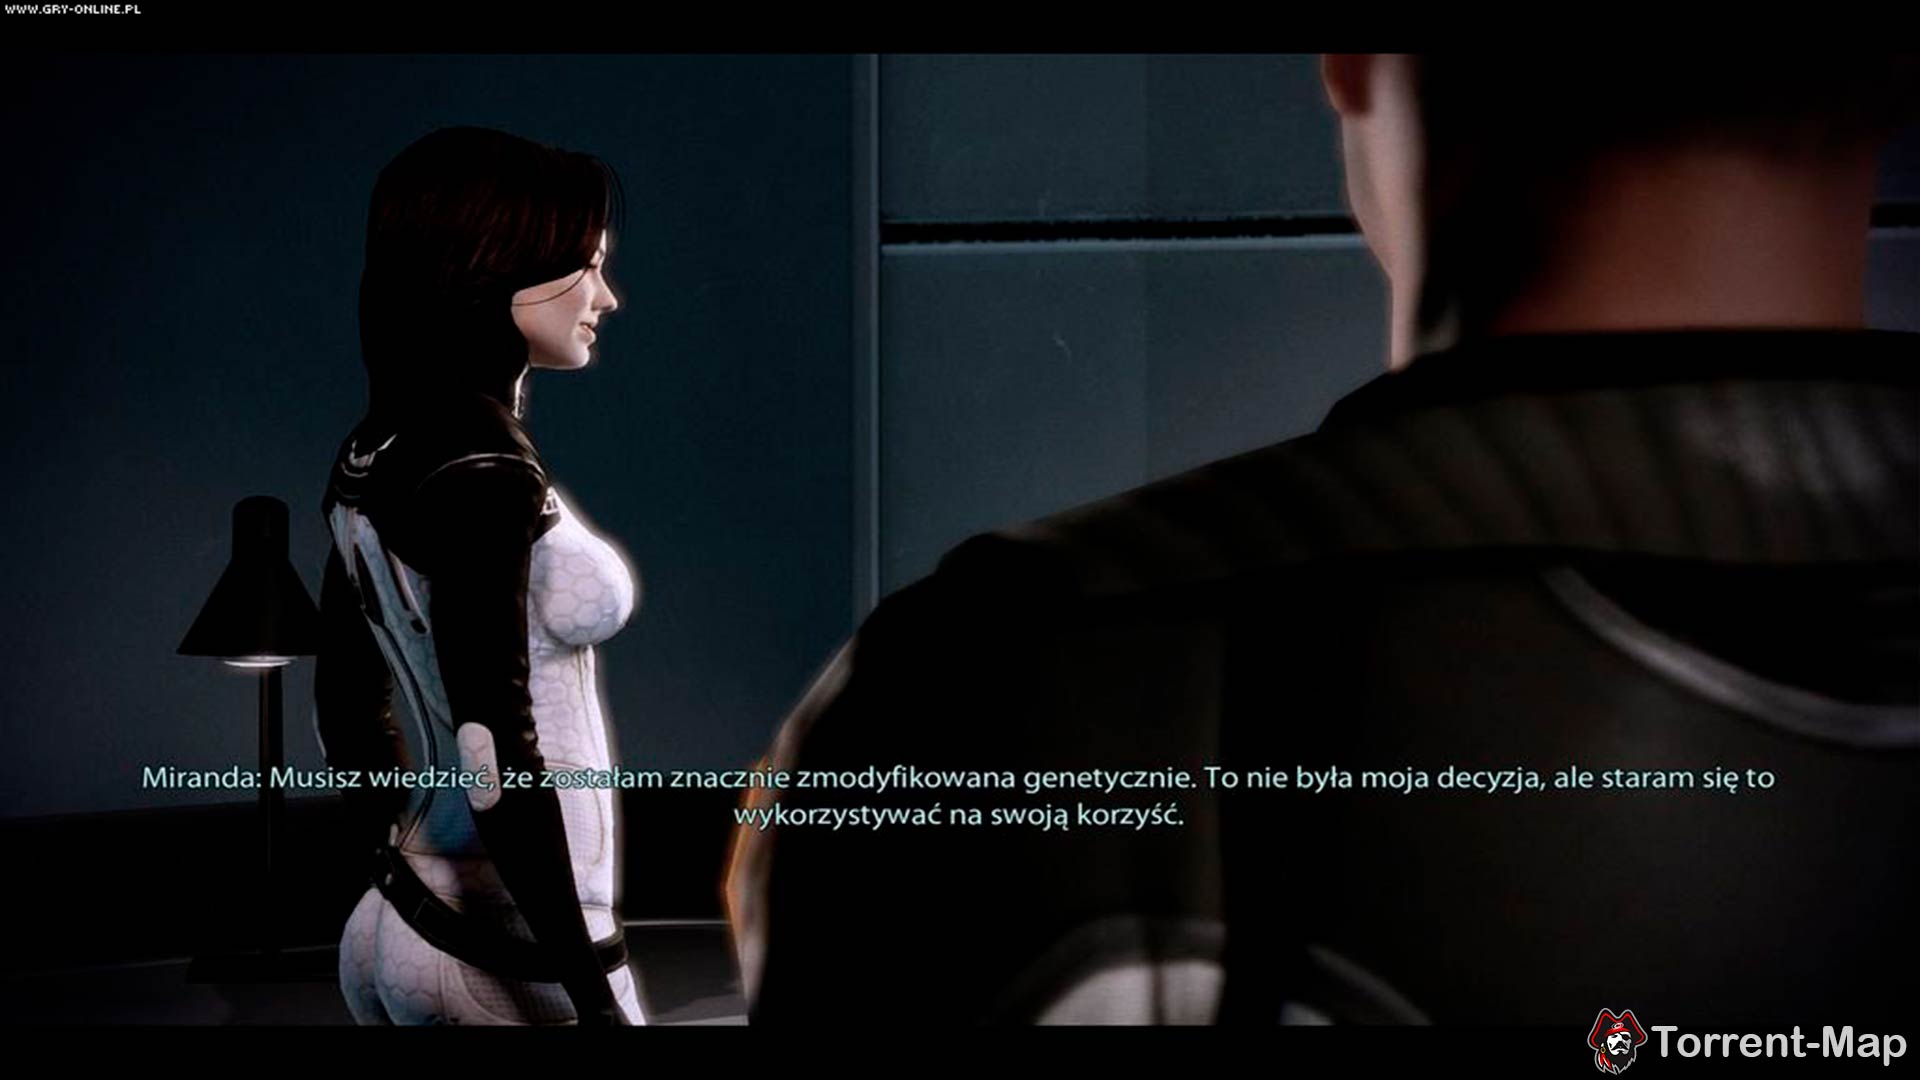 WWW.GRY-ONLINE.PL
Miranda: Musisz wiedzieć, że zostałam znacznie zmodyfikowana genetycznie. To nie była moja decyzja, ale staram się to
wykorzystywać na swoją korzyść.
Torrent-Map